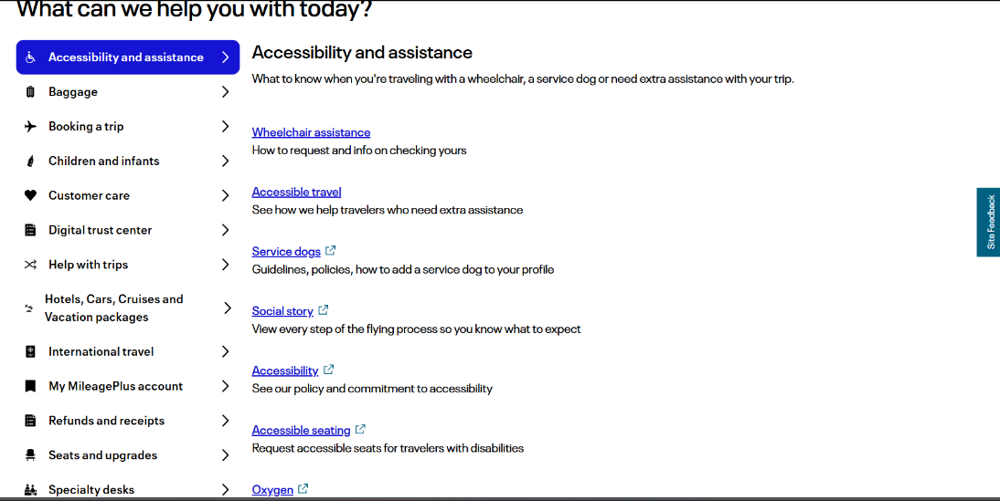 What can we help you with today?
Accessibility and assistance
Baggage
Booking a trip
Children and infants
Customer care
Digital trust center
Help with trips
Hotels, Cars, Cruises and
Vacation packages
International travel
My MileagePlus account
Refunds and receipts
Seats and upgrades
Specialty desks
Accessibility and assistance
What to know when you're traveling with a wheelchair, a service dog or need extra assistance with your trip.
Wheelchair assistance
How to request and info on checking yours
Accessible travel
See how we help travelers who need extra assistance
Service dogs
Guidelines, policies, how to add a service dog to your profile
Social story
View every step of the flying process so you know what to expect
Accessibility
See our policy and commitment to accessibility
Accessible seating
Request accessible seats for travelers with disabilities
Oxygen
Site Feedback